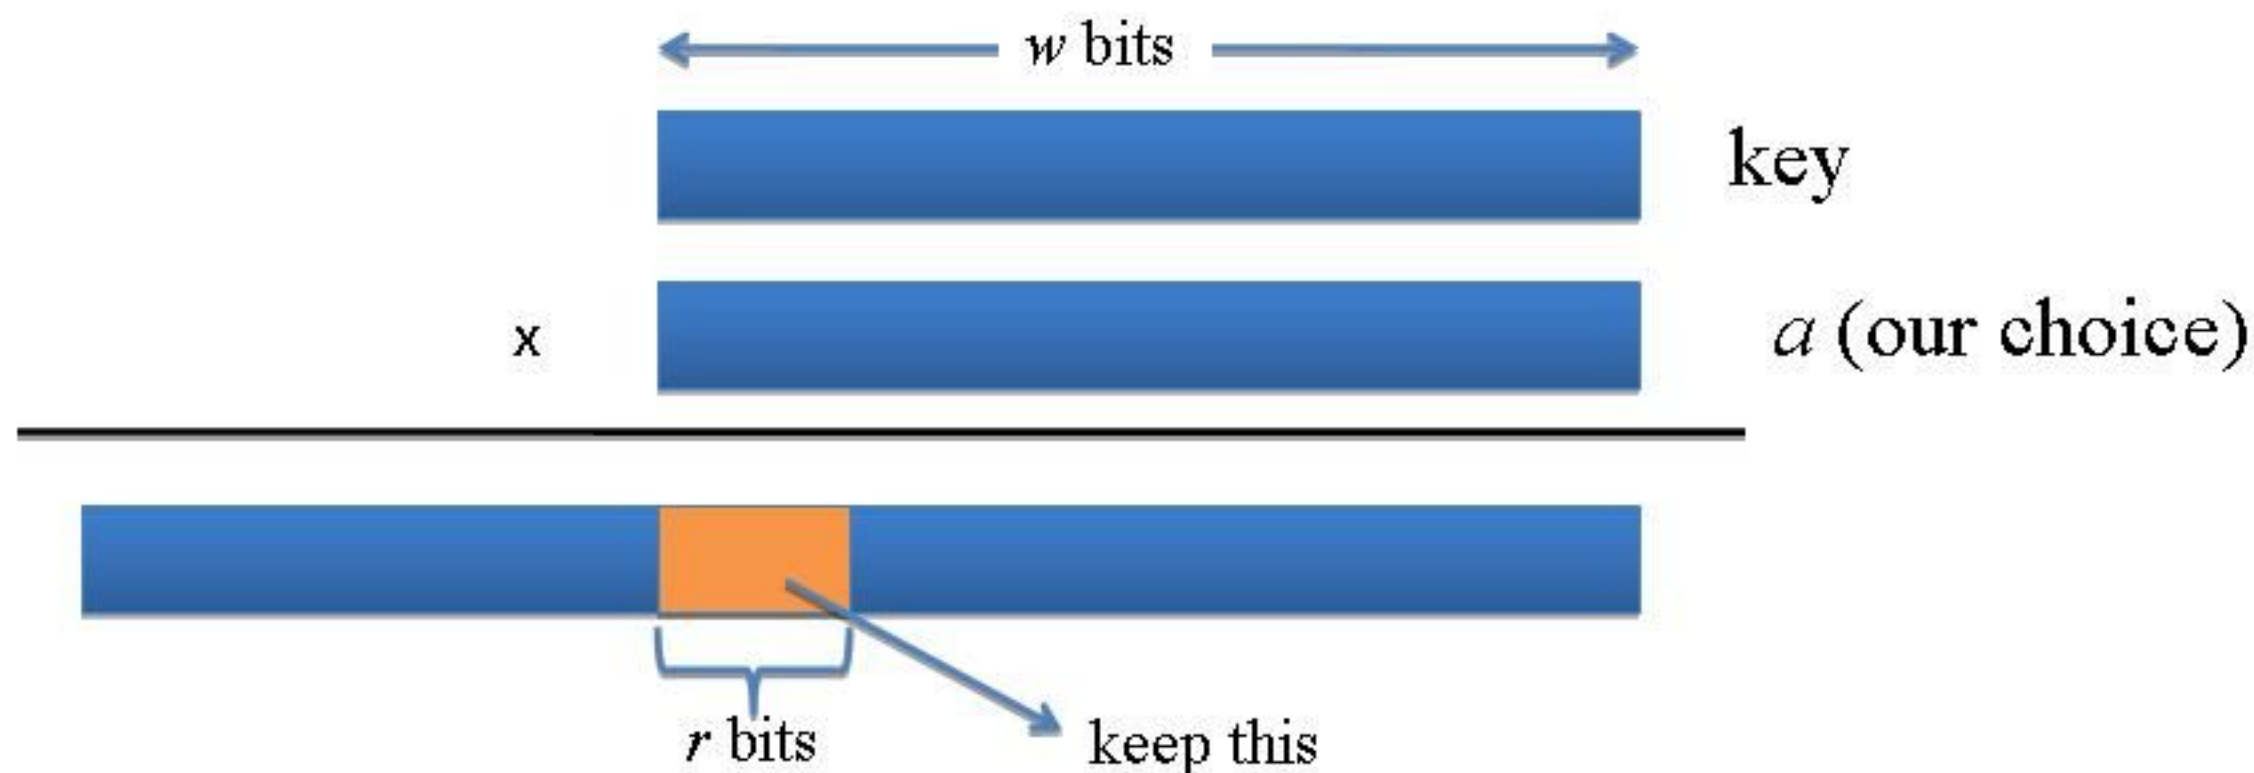 w bits
key
x
a (our choice)
r bits
keep this